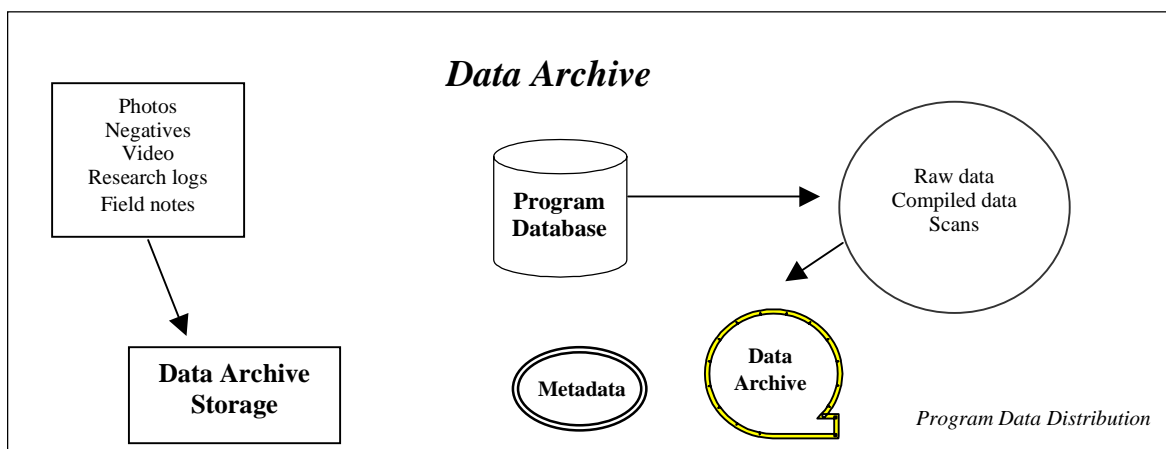 Data Archive
Photos
Negatives
Video
Research logs
Field notes
Program
Database
Raw data
Compiled data
Scans
Data Archive
Storage
Metadata
Data
Archive
Program Data Distribution